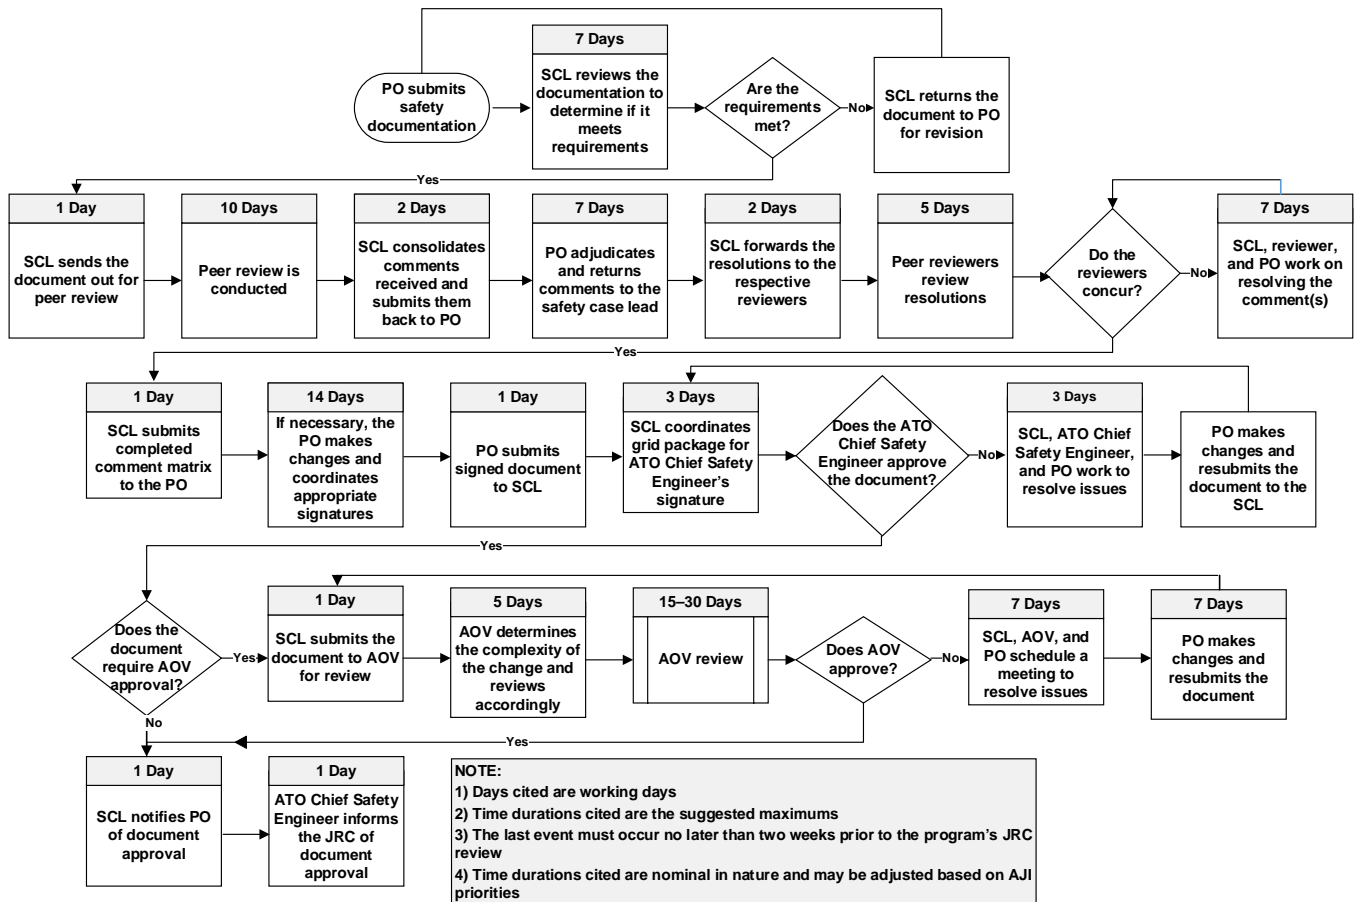 7 Days
PO submits
safety
documentation
SCL reviews the
documentation to
determine if it
meets
requirements
Are the
requirements
met?
No
SCL returns the
document to PO
for revision
Yes
1 Day
SCL sends the
document out for
peer review
10 Days
Peer review is
conducted
2 Days
SCL consolidates
comments
received and
submits them
back to PO
7 Days
PO adjudicates
and returns
comments to the
safety case lead
2 Days
SCL forwards the
resolutions to the
respective
reviewers
5 Days
Peer reviewers
review
resolutions
Do the
reviewers
concur?
No
7 Days
SCL, reviewer,
and PO work on
resolving the
comment(s)
Yes
1 Day
SCL submits
completed
comment matrix
to the PO
14 Days
If necessary, the
PO makes
changes and
coordinates
appropriate
signatures
1 Day
PO submits
signed document
to SCL
3 Days
SCL coordinates
grid package for
ATO Chief Safety
Engineer's
signature
Does the ATO
Chief Safety
Engineer approve
the document?
No
3 Days
SCL, ATO Chief
Safety Engineer,
and PO work to
resolve issues
PO makes
changes and
resubmits the
document to the
SCL
Yes
Does the
document
require AOV
approval?
Yes
1 Day
SCL submits the
document to AOV
for review
5 Days
AOV determines
the complexity of
the change and
reviews
accordingly
15–30 Days
AOV review
Does AOV
approve?
No
7 Days
SCL, AOV, and
PO schedule a
meeting to
resolve issues
7 Days
PO makes
changes and
resubmits the
document
No
Yes
1 Day
SCL notifies PO
of document
approval
1 Day
ATO Chief Safety
Engineer informs
the JRC of
document
approval
NOTE:
1) Days cited are working days
2) Time durations cited are the suggested maximums
3) The last event must occur no later than two weeks prior to the program's JRC
review
4) Time durations cited are nominal in nature and may be adjusted based on AJI
priorities